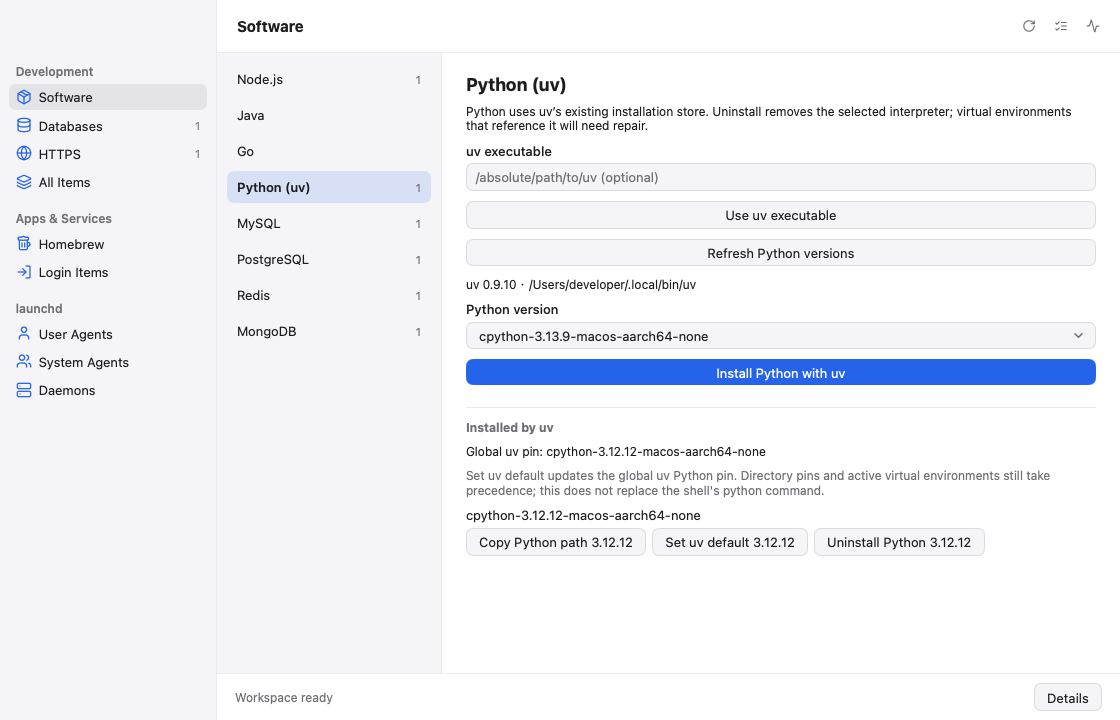 Software
Development
Software
Databases 1
HTTPS 1
All Items
Apps & Services
Homebrew
Login Items
launchd
User Agents
System Agents
Daemons
Node.js 1
Java
Go
Python (uv) 1
MySQL 1
PostgreSQL 1
Redis 1
MongoDB 1
Python (uv)
Python uses uv’s existing installation store. Uninstall removes the selected interpreter; virtual environments
that reference it will need repair.
uv executable
/absolute/path/to/uv (optional)
Use uv executable
Refresh Python versions
uv 0.9.10 · /Users/developer/.local/bin/uv
Python version
cpython-3.13.9-macos-aarch64-none
Install Python with uv
Installed by uv
Global uv pin: cpython-3.12.12-macos-aarch64-none
Set uv default updates the global uv Python pin. Directory pins and active virtual environments still take
precedence; this does not replace the shell's python command.
cpython-3.12.12-macos-aarch64-none
Copy Python path 3.12.12
Set uv default 3.12.12
Uninstall Python 3.12.12
Workspace ready
Details